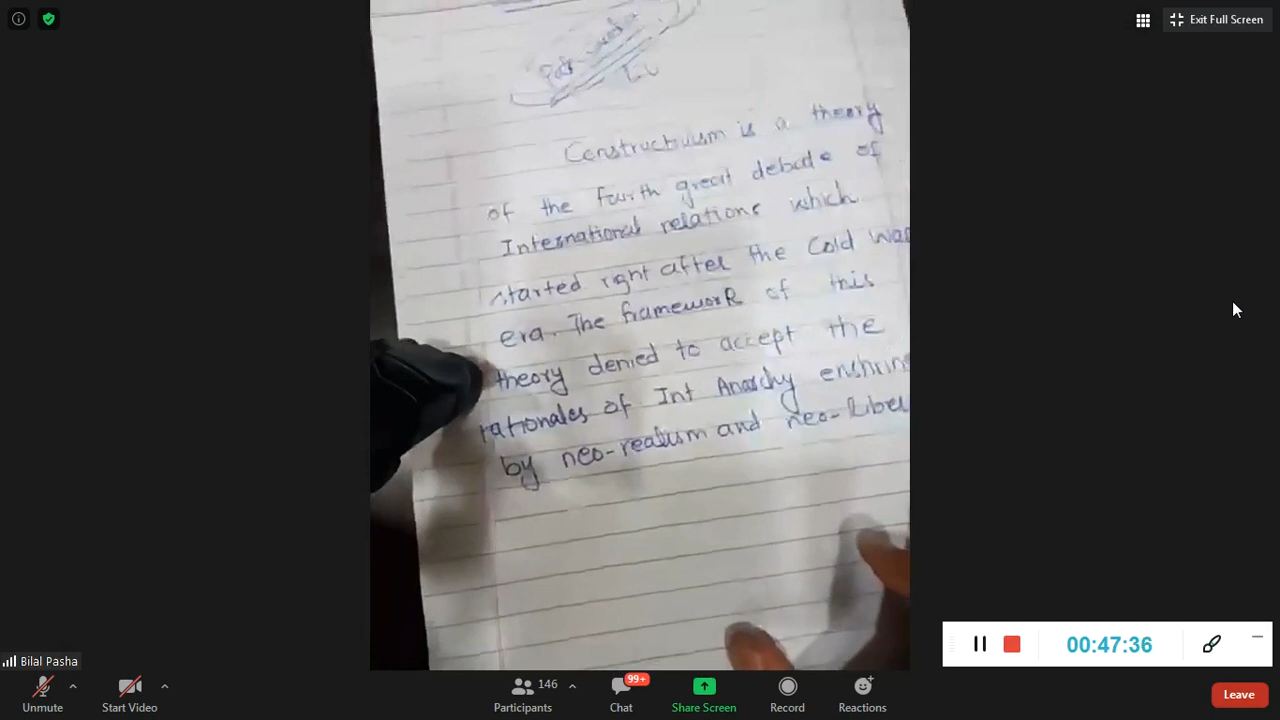 Exit Full Screen
Constructivism is a theory
of the fourth great debate of
International relations which
started right after the Cold War
era. The framework of this
theory denied to accept the
rationales of Int Anarchy enshrin
by neo-realism and neo-liber
00:47:36
Bilal Pasha
Unmute
Start Video
146
Participants
99+
Chat
Share Screen
Record
Reactions
Leave